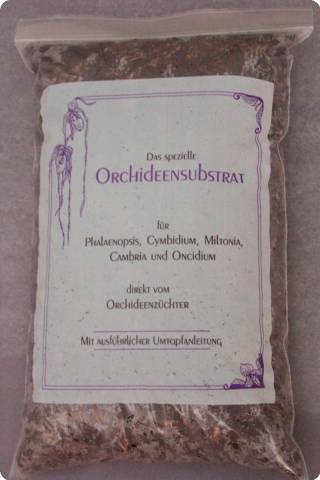 Das spezielle
Orchideensubstrat
für
Phalaenopsis, Cymbidium, Miltonia,
Cambria und Oncidium
direkt vom
Orchideenzüchter
Mit ausführlicher Umtopfanleitung